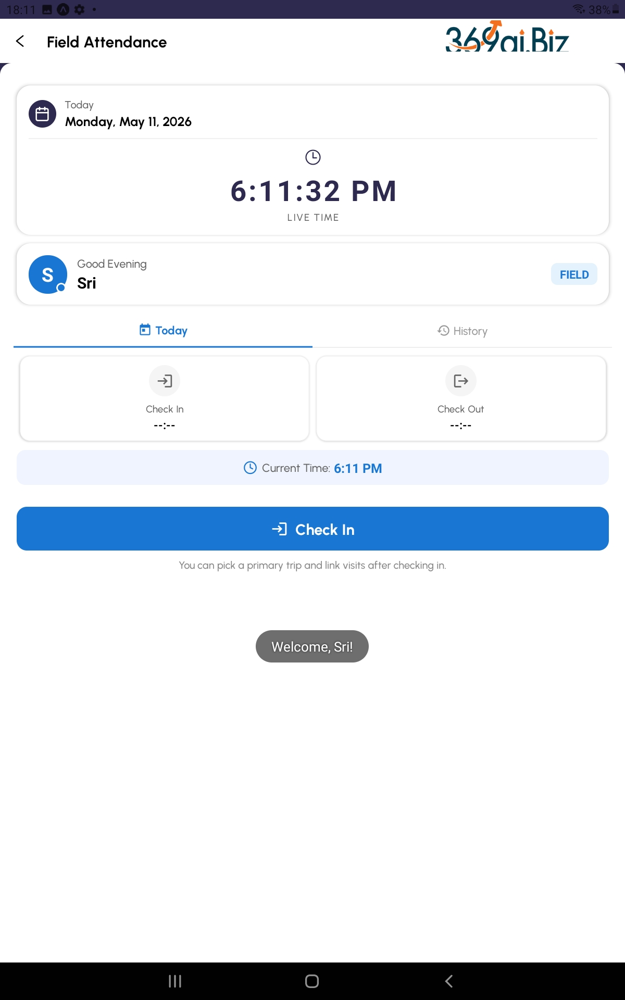 18:11
38%
Field Attendance
369ai.Biz
Today
Monday, May 11, 2026
6:11:32 PM
LIVE TIME
S
Good Evening
Sri
FIELD
Today
History
Check In
--:--
Check Out
--:--
Current Time: 6:11 PM
Check In
You can pick a primary trip and link visits after checking in.
Welcome, Sri!